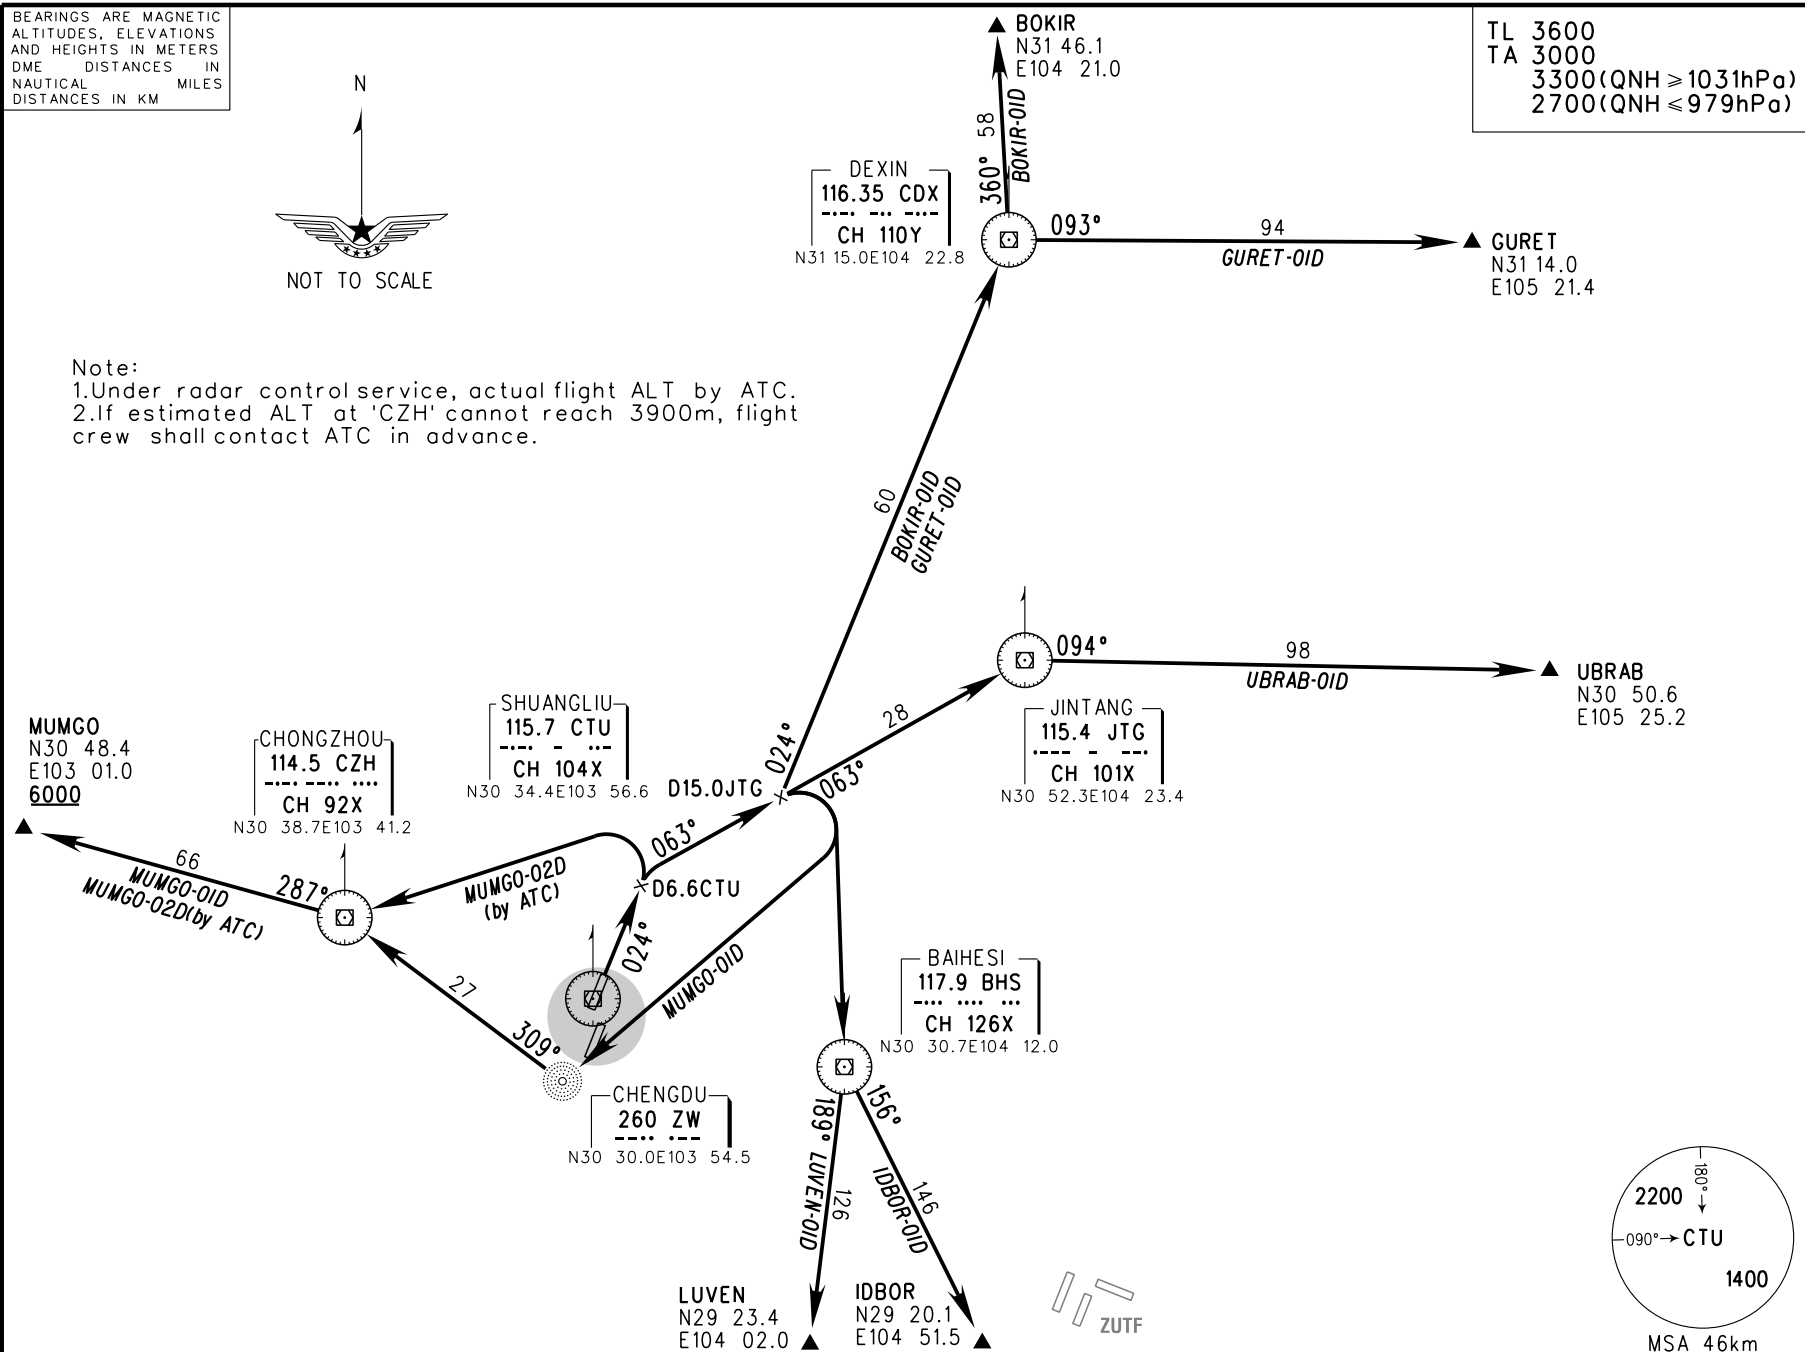 BEARINGS ARE MAGNETIC
ALTITUDES, ELEVATIONS
AND HEIGHTS IN METERS
DME DISTANCES IN
NAUTICAL MILES
DISTANCES IN KM
TL 3600
TA 3000
3300(QNH ≥ 1031hPa)
2700(QNH ≤ 979hPa)
N
NOT TO SCALE
BOKIR
N31 46.1
E104 21.0
58
BOKIR-01D
360°
DEXIN
116.35 CDX
-·-· -·· -··-
CH 110Y
N31 15.0E104 22.8
093°
94
GURET-01D
GURET
N31 14.0
E105 21.4
Note:
1.Under radar control service, actual flight ALT by ATC.
2.If estimated ALT at 'CZH' cannot reach 3900m, flight
crew shall contact ATC in advance.
60
BOKIR-01D
GURET-01D
024°
094°
98
UBRAB-01D
UBRAB
N30 50.6
E105 25.2
JINTANG
115.4 JTG
·--- - --·
CH 101X
N30 52.3E104 23.4
28
063°
D15.0JTG
SHUANGLIU
115.7 CTU
-·-· - ··-
CH 104X
N30 34.4E103 56.6
CHONGZHOU
114.5 CZH
-·-· --·· ····
CH 92X
N30 38.7E103 41.2
MUMGO
N30 48.4
E103 01.0
6000
66
MUMGO-01D
MUMGO-02D(by ATC)
287°
MUMGO-02D
(by ATC)
063°
D6.6CTU
024°
MUMGO-01D
27
309°
CHENGDU
260 ZW
--·· ·--
N30 30.0E103 54.5
BAIHESI
117.9 BHS
-··· ···· ···
CH 126X
N30 30.7E104 12.0
189°
LUVEN-01D
126
156°
IDBOR-01D
146
LUVEN
N29 23.4
E104 02.0
IDBOR
N29 20.1
E104 51.5
ZUTF
180°
2200
090°
CTU
1400
MSA 46km